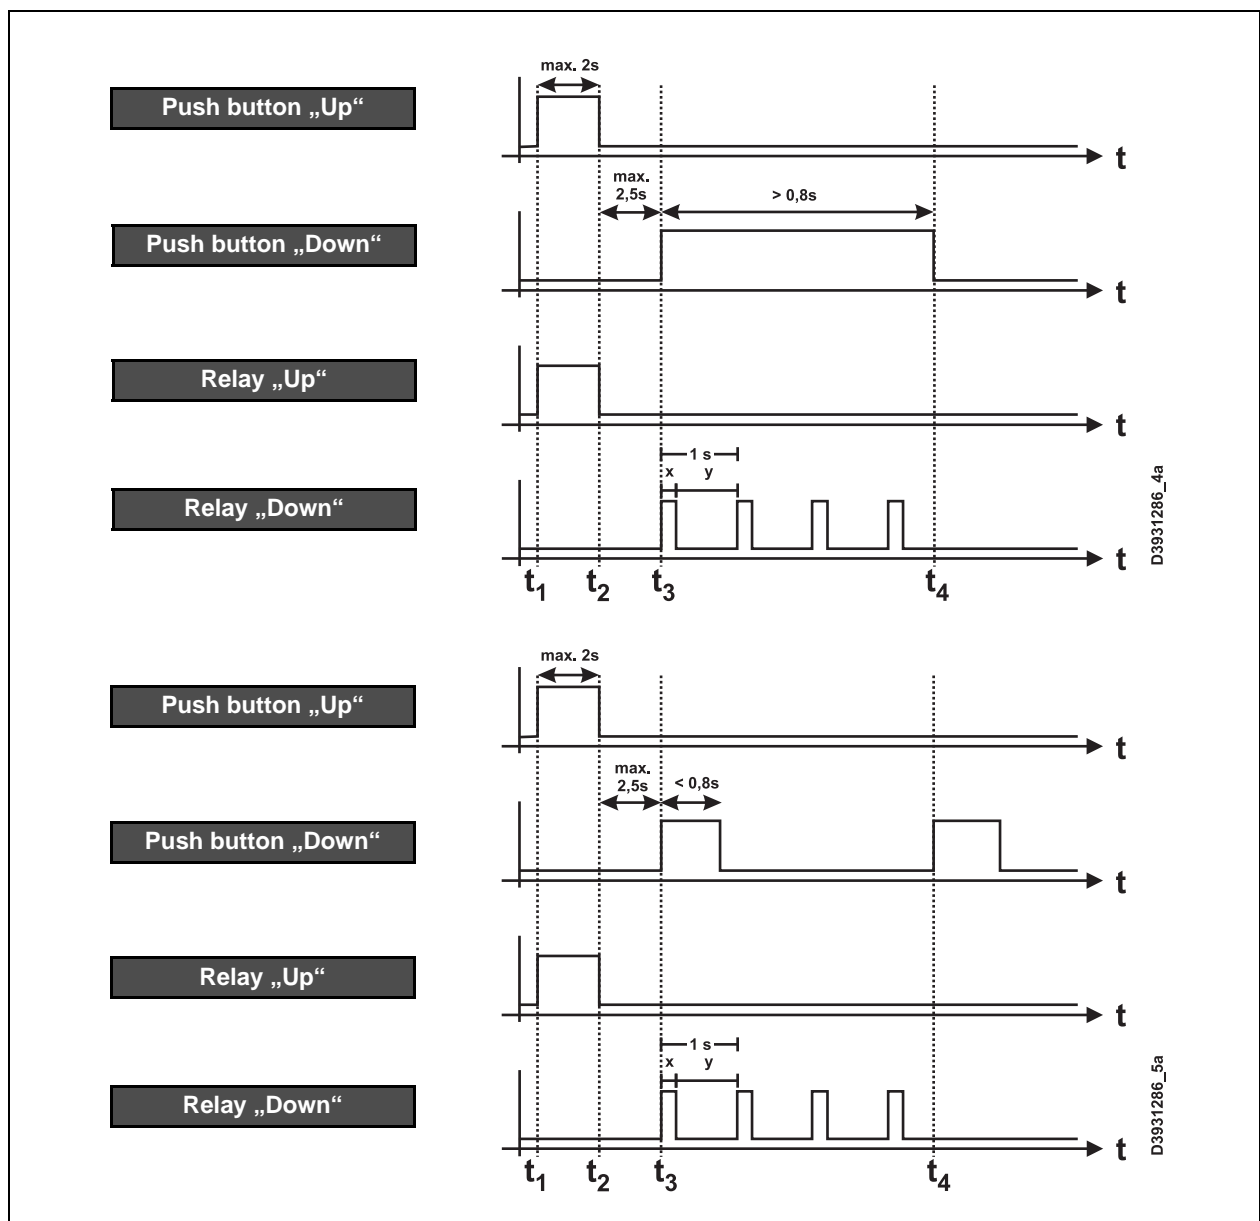 max. 2s
Push button „Up“
t
max.
2,5s
> 0,8s
Push button „Down“
t
Relay „Up“
t
1 s
x y
Relay „Down“
t
t1 t2 t3 t4
D3931286_4a
max. 2s
Push button „Up“
t
max.
2,5s
< 0,8s
Push button „Down“
t
Relay „Up“
t
1 s
x y
Relay „Down“
t
t1 t2 t3 t4
D3931286_5a